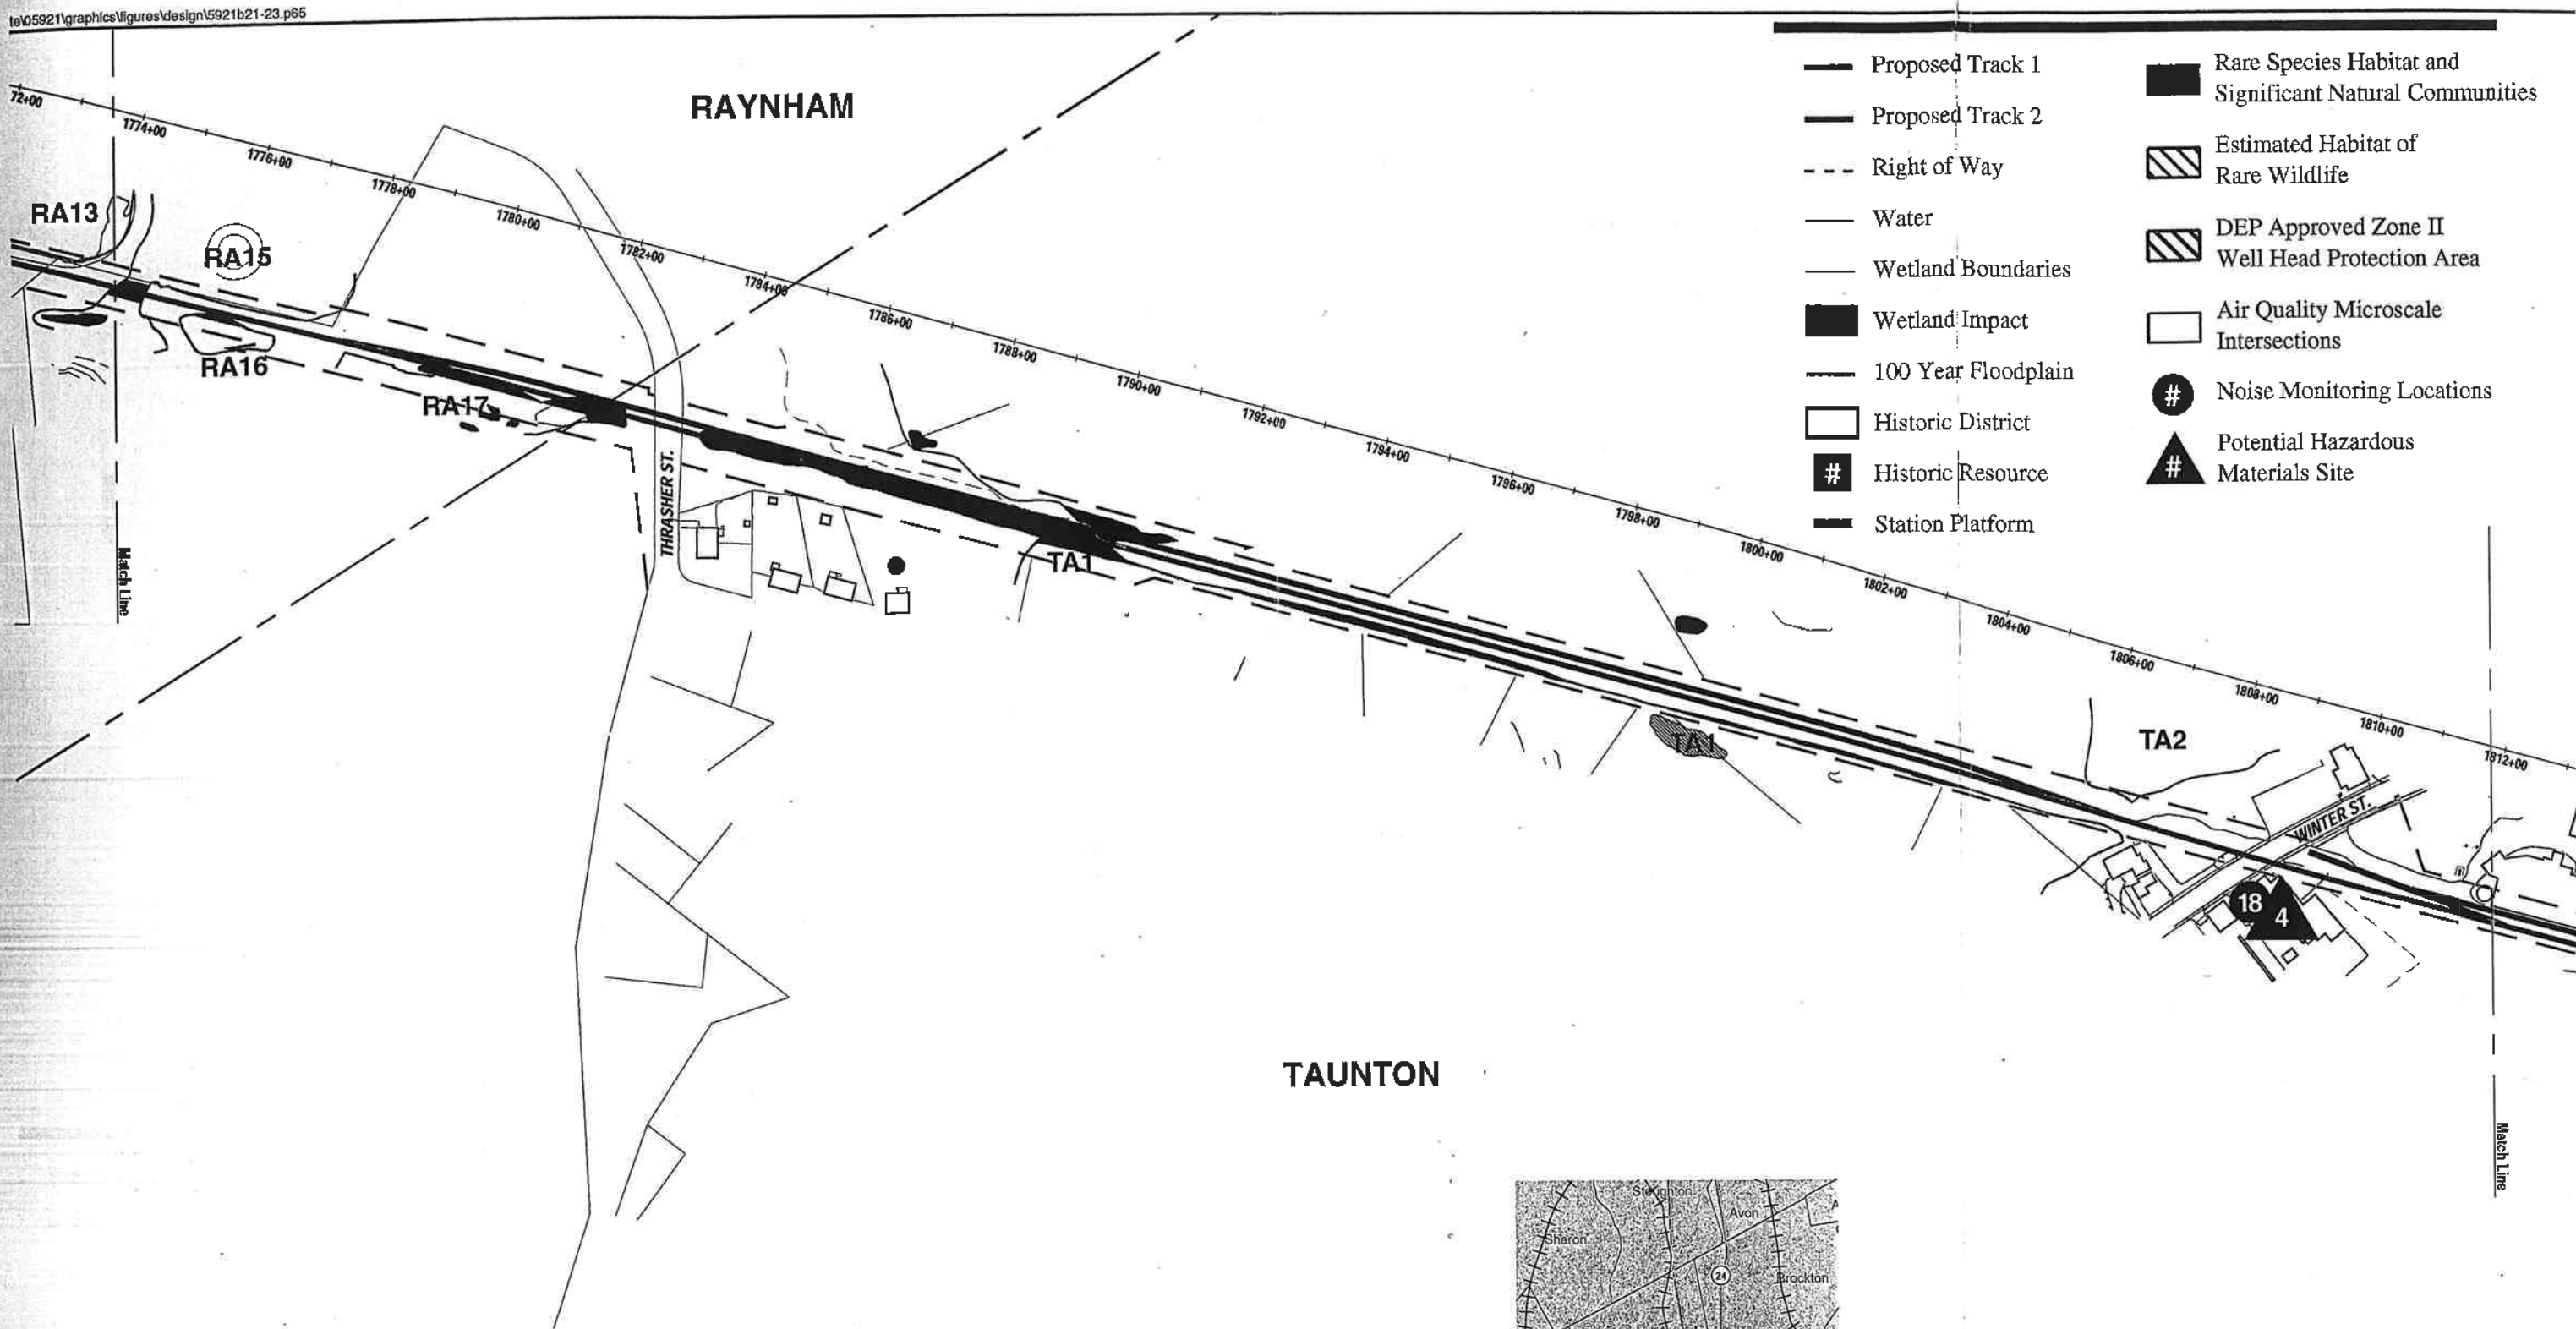 te\05921\graphics\figures\design\5921b21-23.p65
RAYNHAM
72+00
1774+00
1776+00
1778+00
1780+00
1782+00
1784+00
1786+00
1788+00
1790+00
1792+00
1794+00
1796+00
1798+00
1800+00
1802+00
1804+00
1806+00
1808+00
1810+00
1812+00
RA13
RA15
RA16
RA17
THRASHER ST.
TA1
TA1
TA2
WINTER ST.
18
4
Match Line
Match Line
TAUNTON
Proposed Track 1
Proposed Track 2
Right of Way
Water
Wetland Boundaries
Wetland Impact
100 Year Floodplain
Historic District
# Historic Resource
Station Platform
Rare Species Habitat and
Significant Natural Communities
Estimated Habitat of
Rare Wildlife
DEP Approved Zone II
Well Head Protection Area
Air Quality Microscale
Intersections
# Noise Monitoring Locations
Potential Hazardous
# Materials Site
Stoughton
Avon
Sharon
24
Brockton